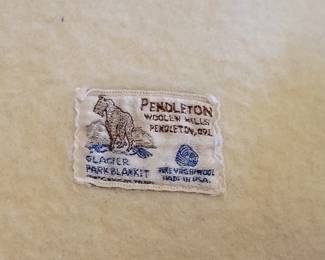 PENDLETON
WOOLEN MILLS
PENDLETON, ORE.
GLACIER
PARK BLANKET
PURE VIRGIN WOOL
MADE IN U.S.A.